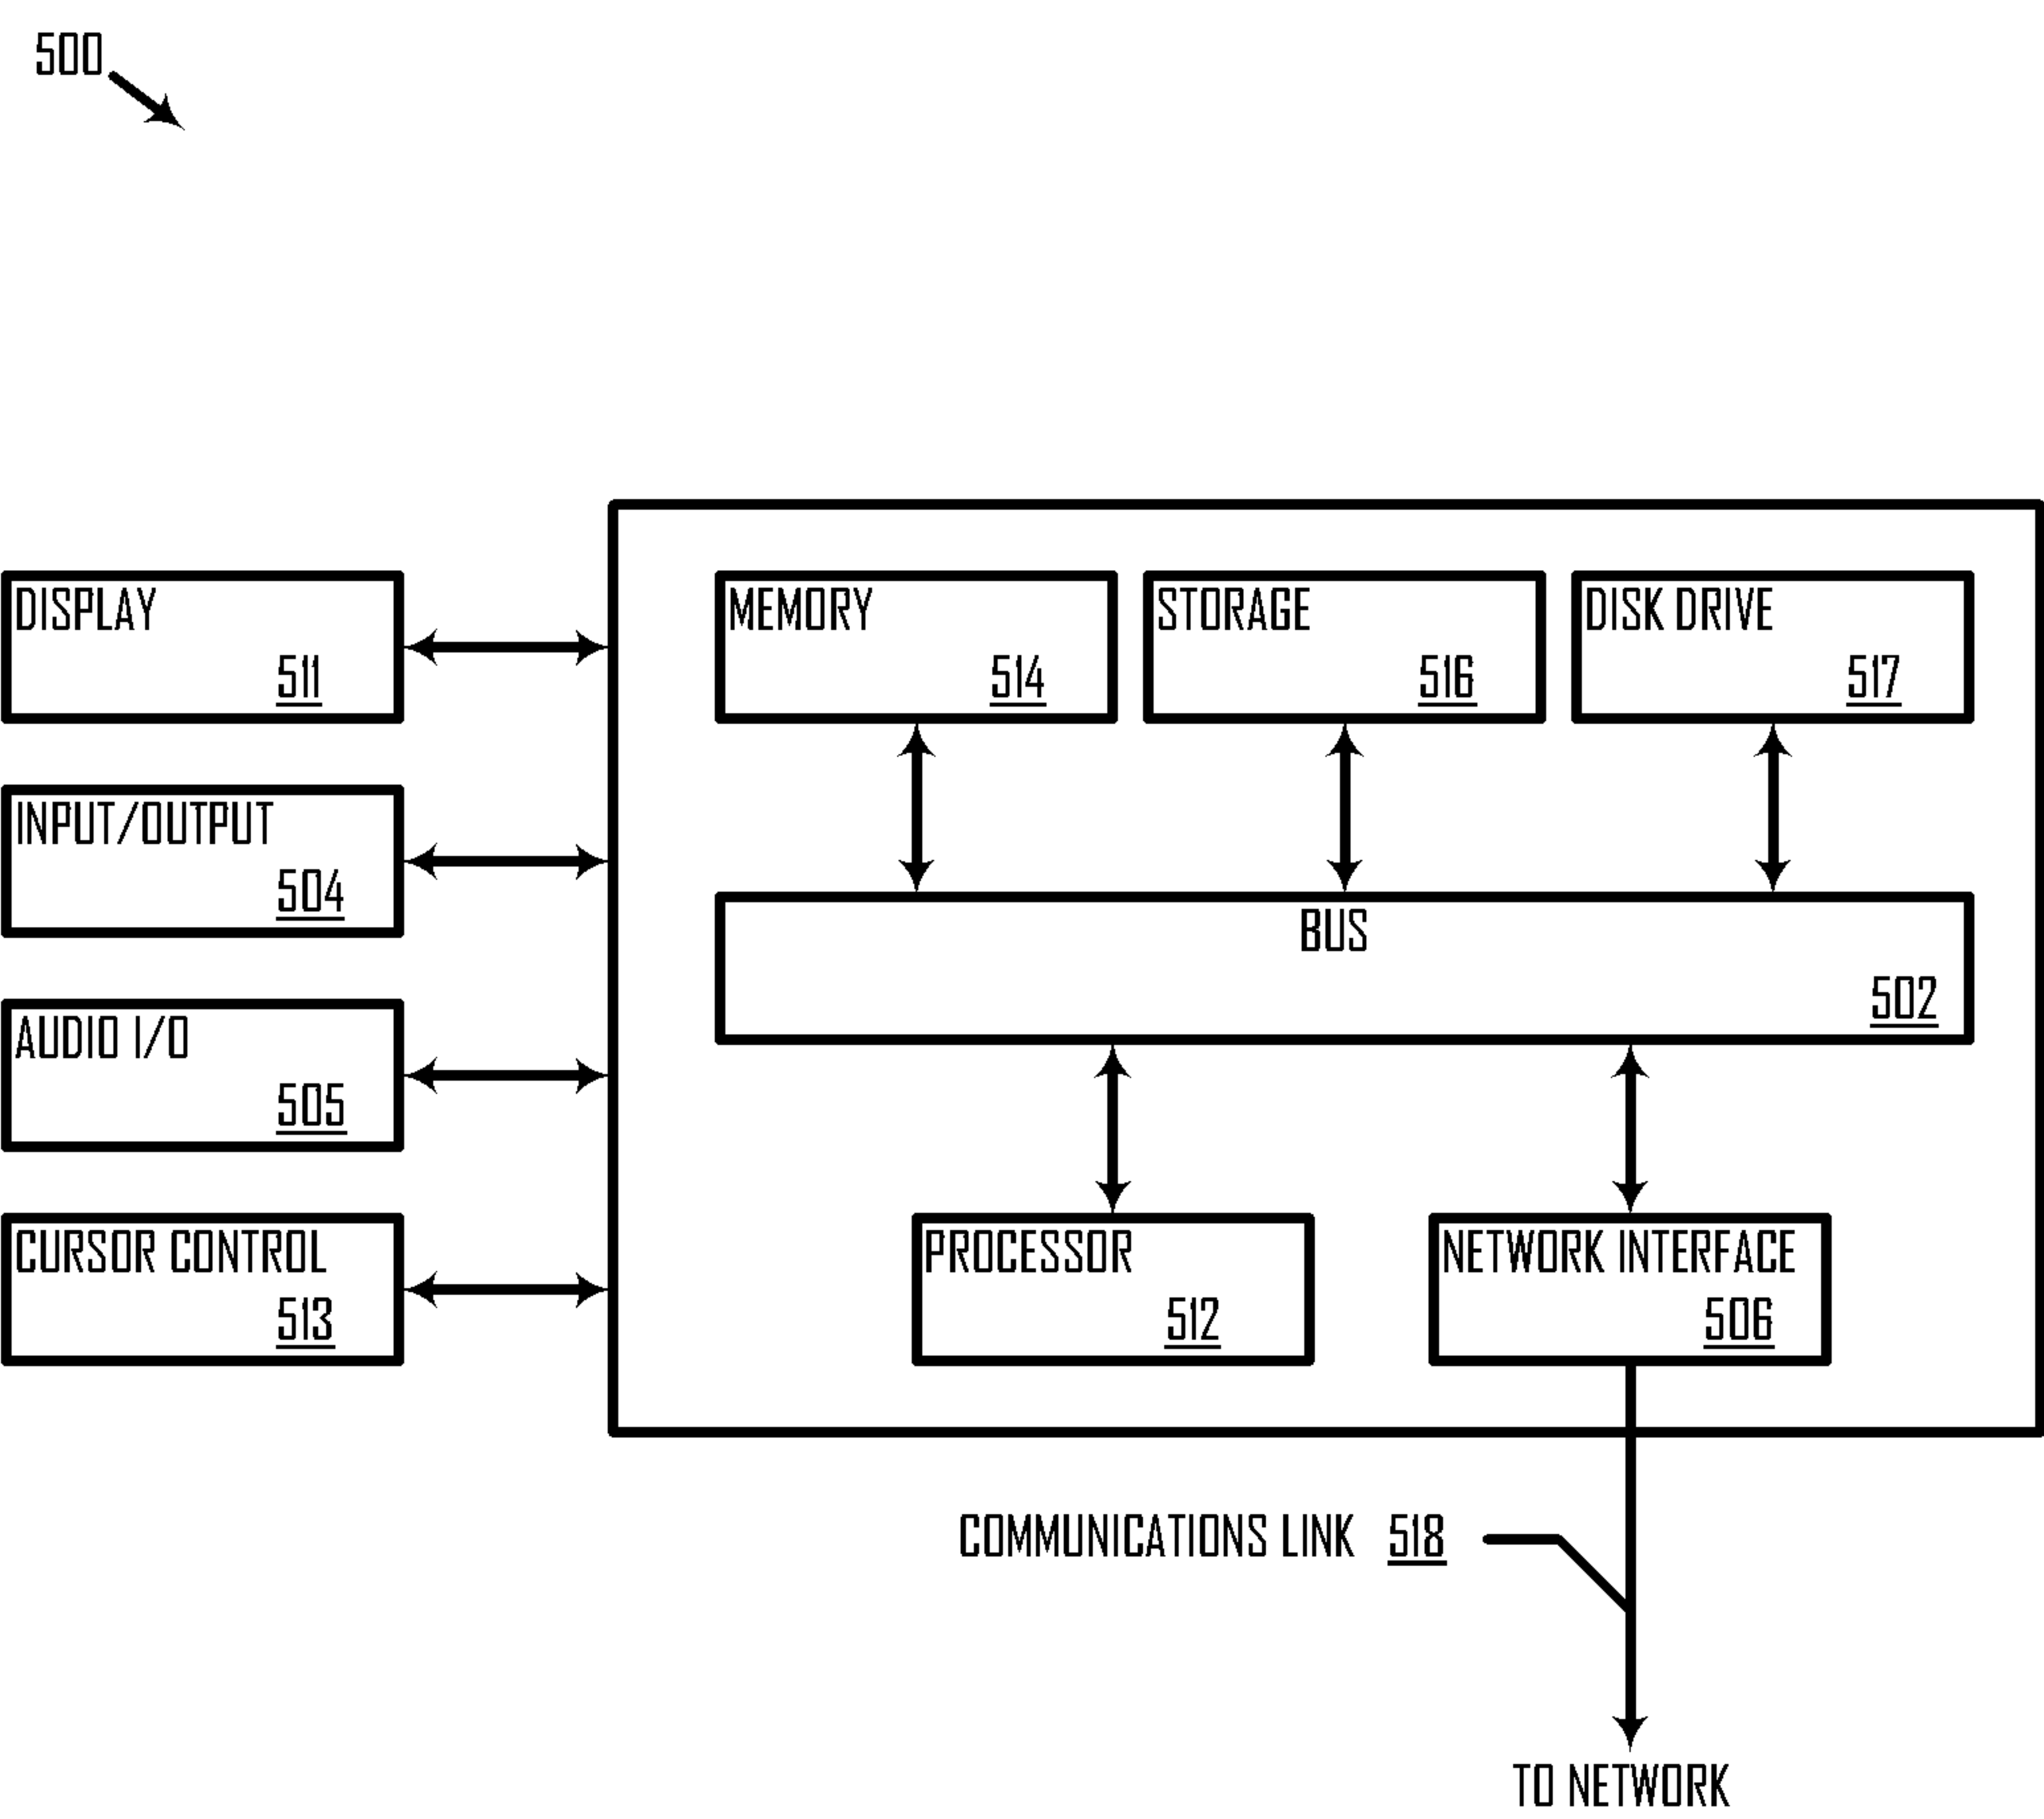 500
DISPLAY
511
INPUT/OUTPUT
504
AUDIO I/O
505
CURSOR CONTROL
513
MEMORY
514
STORAGE
516
DISK DRIVE
517
BUS
502
PROCESSOR
512
NETWORK INTERFACE
506
COMMUNICATIONS LINK 518
TO NETWORK